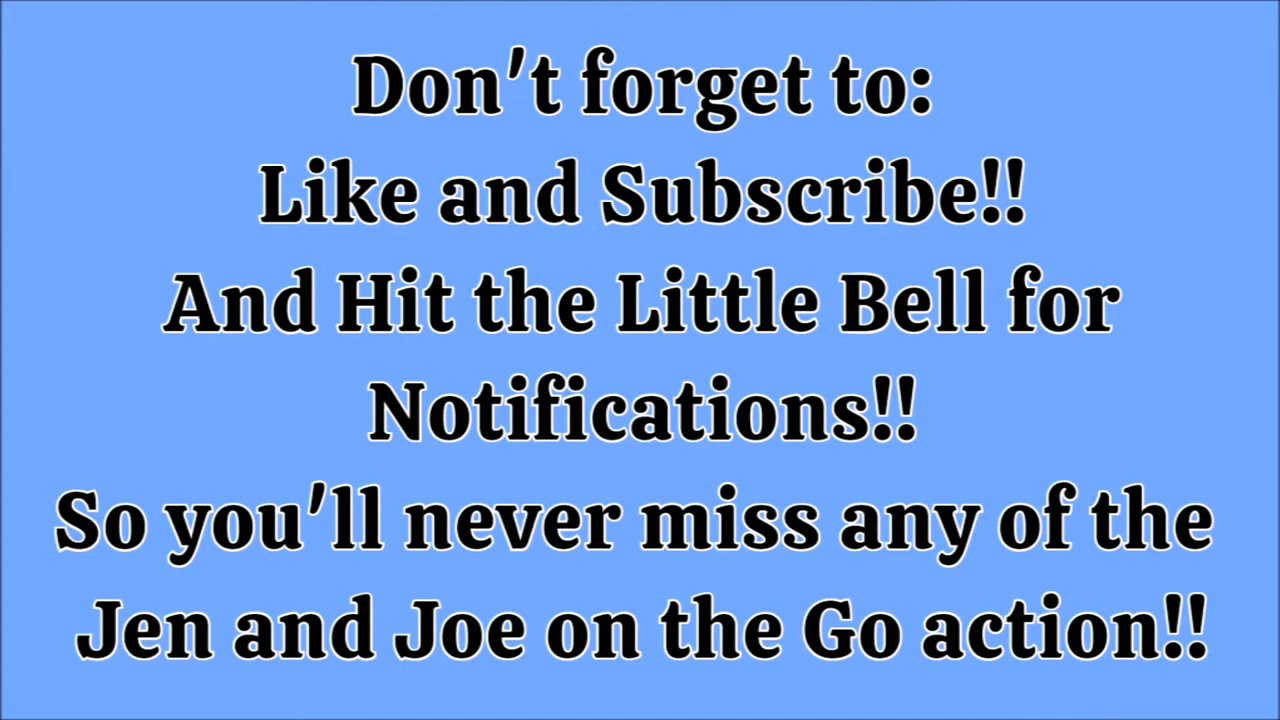 Don't forget to:
Like and Subscribe!!
And Hit the Little Bell for
Notifications!!
So you'll never miss any of the
Jen and Joe on the Go action!!